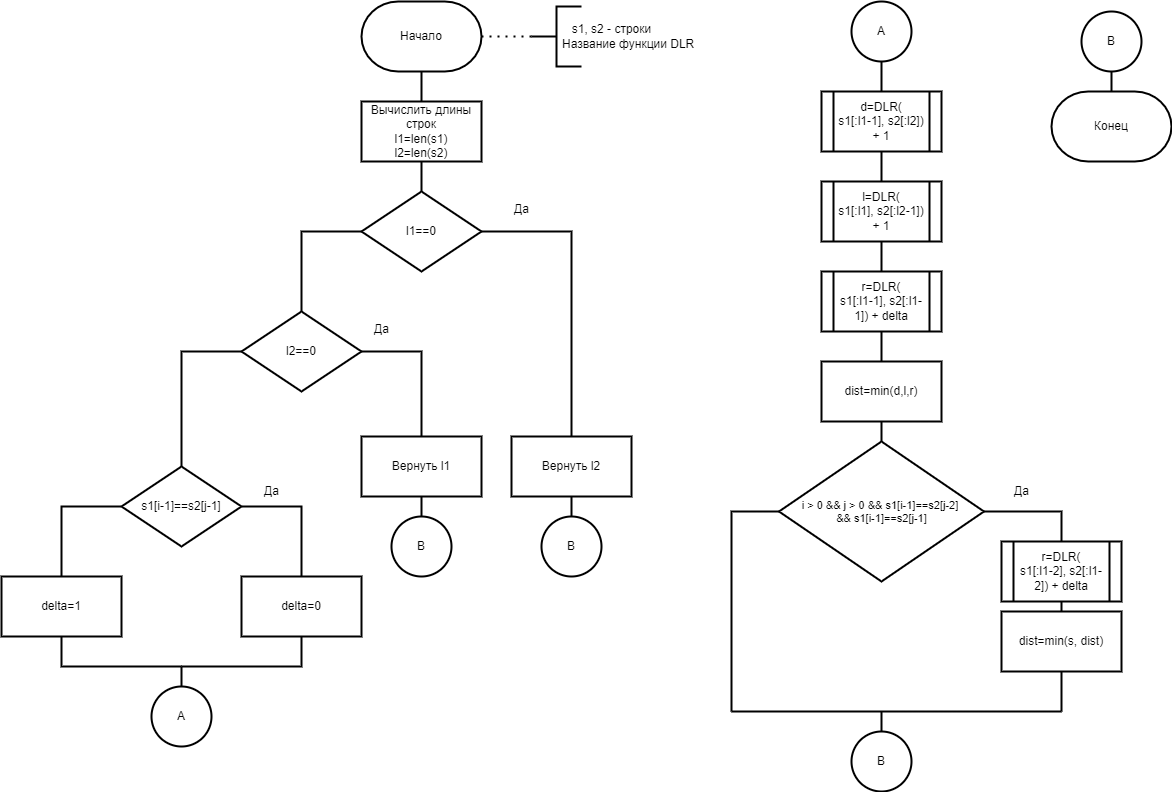 Начало
s1, s2 - строки
Название функции DLR
Вычислить длины
строк
l1=len(s1)
l2=len(s2)
l1==0
Да
l2==0
Да
Вернуть l1
Вернуть l2
B
B
s1[i-1]==s2[j-1]
Да
delta=1
delta=0
A
A
d=DLR(
s1[:l1-1], s2[:l2])
+ 1
l=DLR(
s1[:l1], s2[:l2-1])
+ 1
r=DLR(
s1[:l1-1], s2[:l1-
1]) + delta
dist=min(d,l,r)
i > 0 && j > 0 && s1[i-1]==s2[j-2]
&& s1[i-1]==s2[j-1]
Да
r=DLR(
s1[:l1-2], s2[:l1-
2]) + delta
dist=min(s, dist)
B
B
Конец